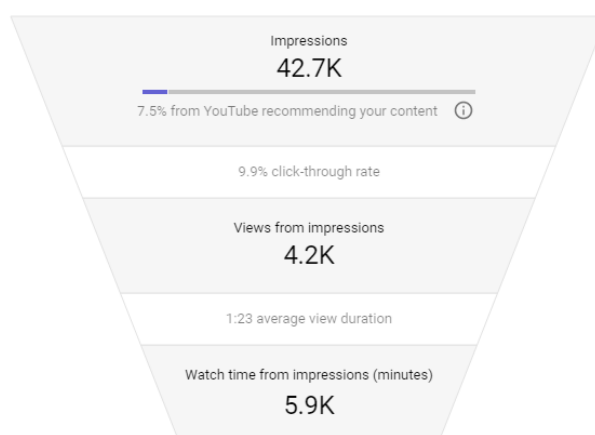 Impressions
42.7K
7.5% from YouTube recommending your content
9.9% click-through rate
Views from impressions
4.2K
1:23 average view duration
Watch time from impressions (minutes)
5.9K